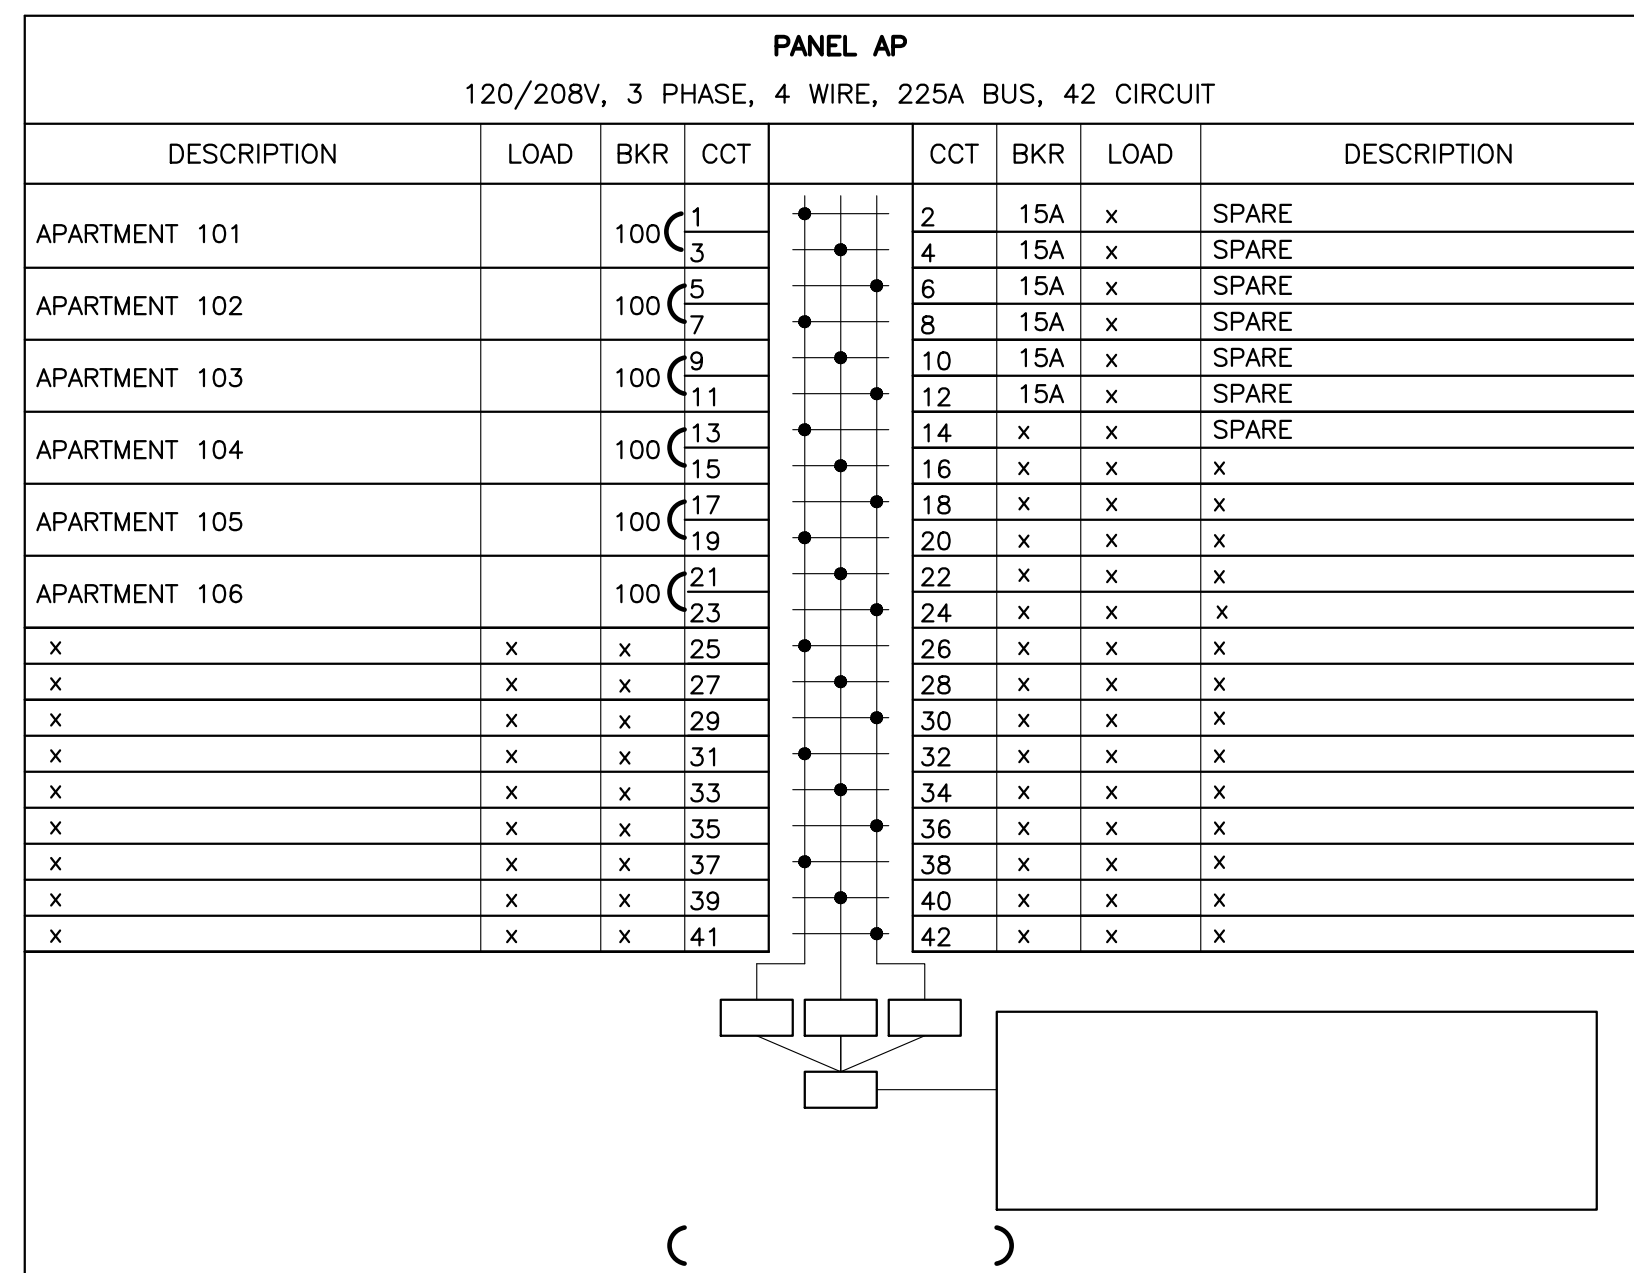 PANEL AP
120/208V, 3 PHASE, 4 WIRE, 225A BUS, 42 CIRCUIT
DESCRIPTION LOAD BKR CCT CCT BKR LOAD DESCRIPTION
APARTMENT 101 100 1 2 15A x SPARE
3 4 15A x SPARE
APARTMENT 102 100 5 6 15A x SPARE
7 8 15A x SPARE
APARTMENT 103 100 9 10 15A x SPARE
11 12 15A x SPARE
APARTMENT 104 100 13 14 x x SPARE
15 16 x x x
APARTMENT 105 100 17 18 x x x
19 20 x x x
APARTMENT 106 100 21 22 x x x
23 24 x x x
x x x 25 26 x x x
x x x 27 28 x x x
x x x 29 30 x x x
x x x 31 32 x x x
x x x 33 34 x x x
x x x 35 36 x x x
x x x 37 38 x x x
x x x 39 40 x x x
x x x 41 42 x x x